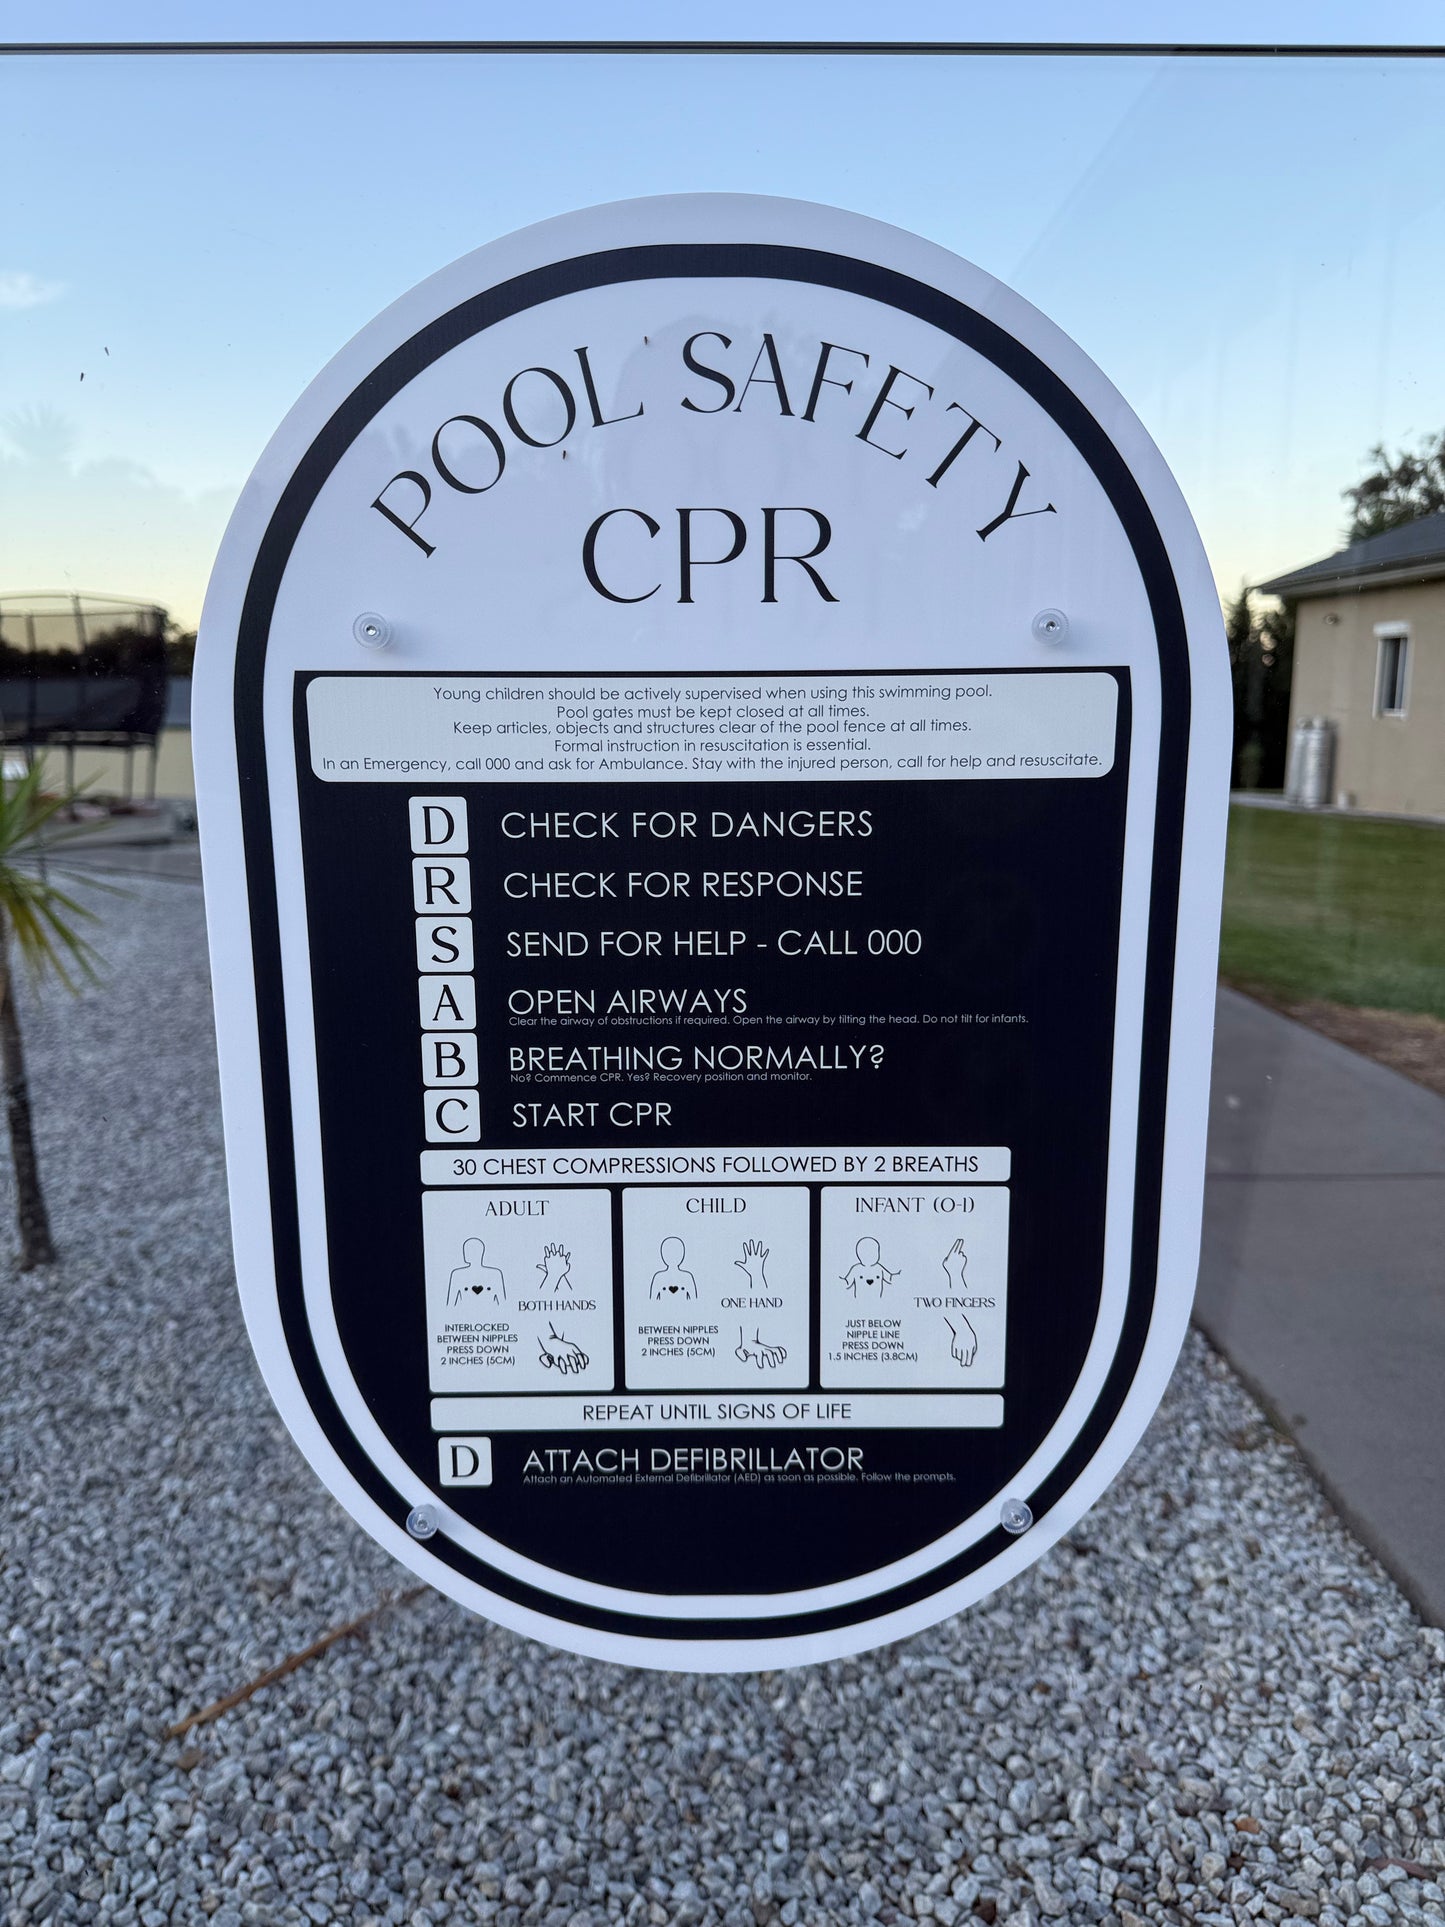 POOL SAFETY
CPR
Young children should be actively supervised when using this swimming pool.
Pool gates must be kept closed at all times.
Keep articles, objects and structures clear of the pool fence at all times.
Formal instruction in resuscitation is essential.
In an Emergency, call 000 and ask for Ambulance. Stay with the injured person, call for help and resuscitate.
D CHECK FOR DANGERS
R CHECK FOR RESPONSE
S SEND FOR HELP - CALL 000
A OPEN AIRWAYS
Clear the airway of obstructions if required. Open the airway by tilting the head. Do not tilt for infants.
B BREATHING NORMALLY?
No? Commence CPR. Yes? Recovery position and monitor.
C START CPR
30 CHEST COMPRESSIONS FOLLOWED BY 2 BREATHS
ADULT
BOTH HANDS
INTERLOCKED
BETWEEN NIPPLES
PRESS DOWN
2 INCHES (5CM)
CHILD
ONE HAND
BETWEEN NIPPLES
PRESS DOWN
2 INCHES (5CM)
INFANT (0-1)
TWO FINGERS
JUST BELOW
NIPPLE LINE
PRESS DOWN
1.5 INCHES (3.8CM)
REPEAT UNTIL SIGNS OF LIFE
D ATTACH DEFIBRILLATOR
Attach an Automated External Defibrillator (AED) as soon as possible. Follow the prompts.